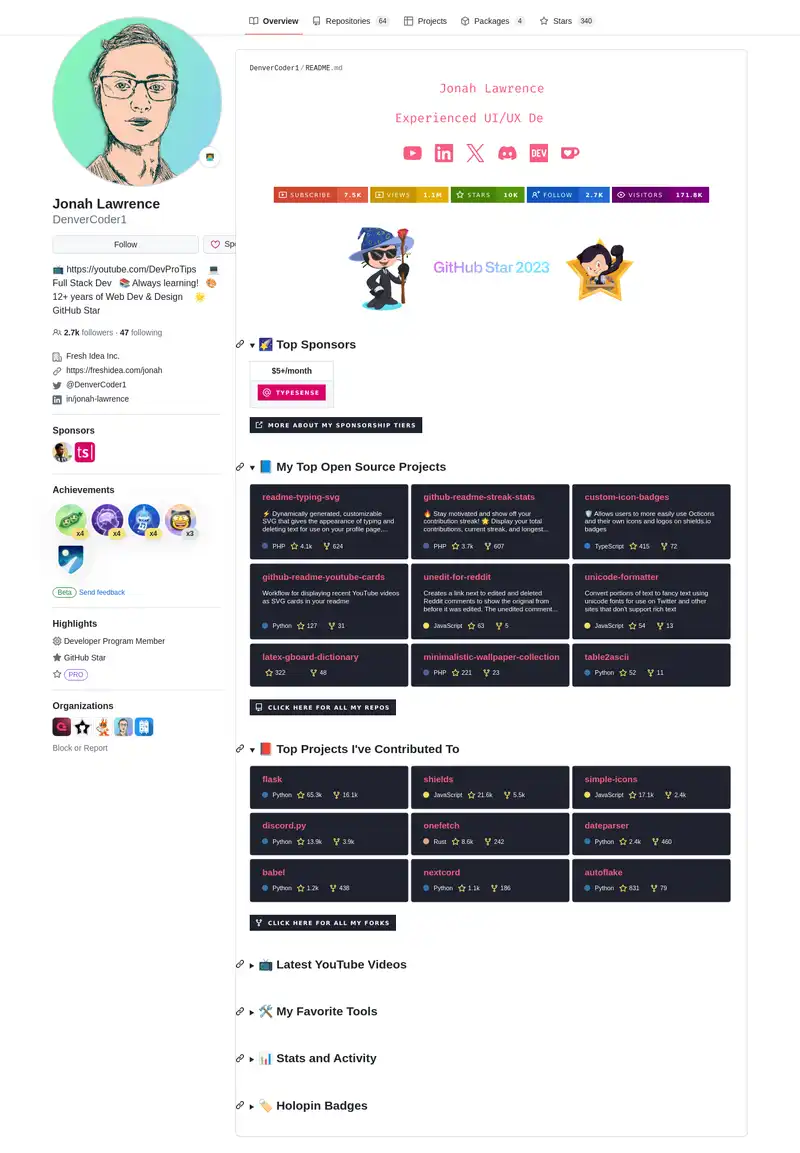 Overview
Repositories 64
Projects
Packages 4
Stars 340
Jonah Lawrence
DenverCoder1
Follow
Spo
📺 https://youtube.com/DevProTips 💻
Full Stack Dev 📚 Always learning! 🎨
12+ years of Web Dev & Design 🌟
GitHub Star
2.7k followers · 47 following
Fresh Idea Inc.
https://freshidea.com/jonah
@DenverCoder1
in/jonah-lawrence
Sponsors
ts|
Achievements
x4
x4
x4
x3
Beta Send feedback
Highlights
Developer Program Member
GitHub Star
PRO
Organizations
Block or Report
DenverCoder1/README.md
Jonah Lawrence
Experienced UI/UX De
DEV
SUBSCRIBE 7.5K
VIEWS 1.1M
STARS 10K
FOLLOW 2.7K
VISITORS 171.8K
GitHub Star 2023
▾ 🌠 Top Sponsors
$5+/month
TYPESENSE
MORE ABOUT MY SPONSORSHIP TIERS
▾ 📘 My Top Open Source Projects
readme-typing-svg
⚡ Dynamically generated, customizable
SVG that gives the appearance of typing and
deleting text for use on your profile page,...
PHP 4.1k 624
github-readme-streak-stats
🔥 Stay motivated and show off your
contribution streak! 🌟 Display your total
contributions, current streak, and longest...
PHP 3.7k 607
custom-icon-badges
🛡️ Allows users to more easily use Octicons
and their own icons and logos on shields.io
badges
TypeScript 415 72
github-readme-youtube-cards
Workflow for displaying recent YouTube videos
as SVG cards in your readme
Python 127 31
unedit-for-reddit
Creates a link next to edited and deleted
Reddit comments to show the original from
before it was edited. The unedited comment...
JavaScript 63 5
unicode-formatter
Convert portions of text to fancy text using
unicode fonts for use on Twitter and other
sites that don't support rich text
JavaScript 54 13
latex-gboard-dictionary
322 48
minimalistic-wallpaper-collection
PHP 221 23
table2ascii
Python 52 11
CLICK HERE FOR ALL MY REPOS
▾ 📕 Top Projects I've Contributed To
flask
Python 65.3k 16.1k
shields
JavaScript 21.6k 5.5k
simple-icons
JavaScript 17.1k 2.4k
discord.py
Python 13.9k 3.9k
onefetch
Rust 8.6k 242
dateparser
Python 2.4k 460
babel
Python 1.2k 438
nextcord
Python 1.1k 186
autoflake
Python 831 79
CLICK HERE FOR ALL MY FORKS
▸ 📺 Latest YouTube Videos
▸ 🛠️ My Favorite Tools
▸ 📊 Stats and Activity
▸ 🏷️ Holopin Badges